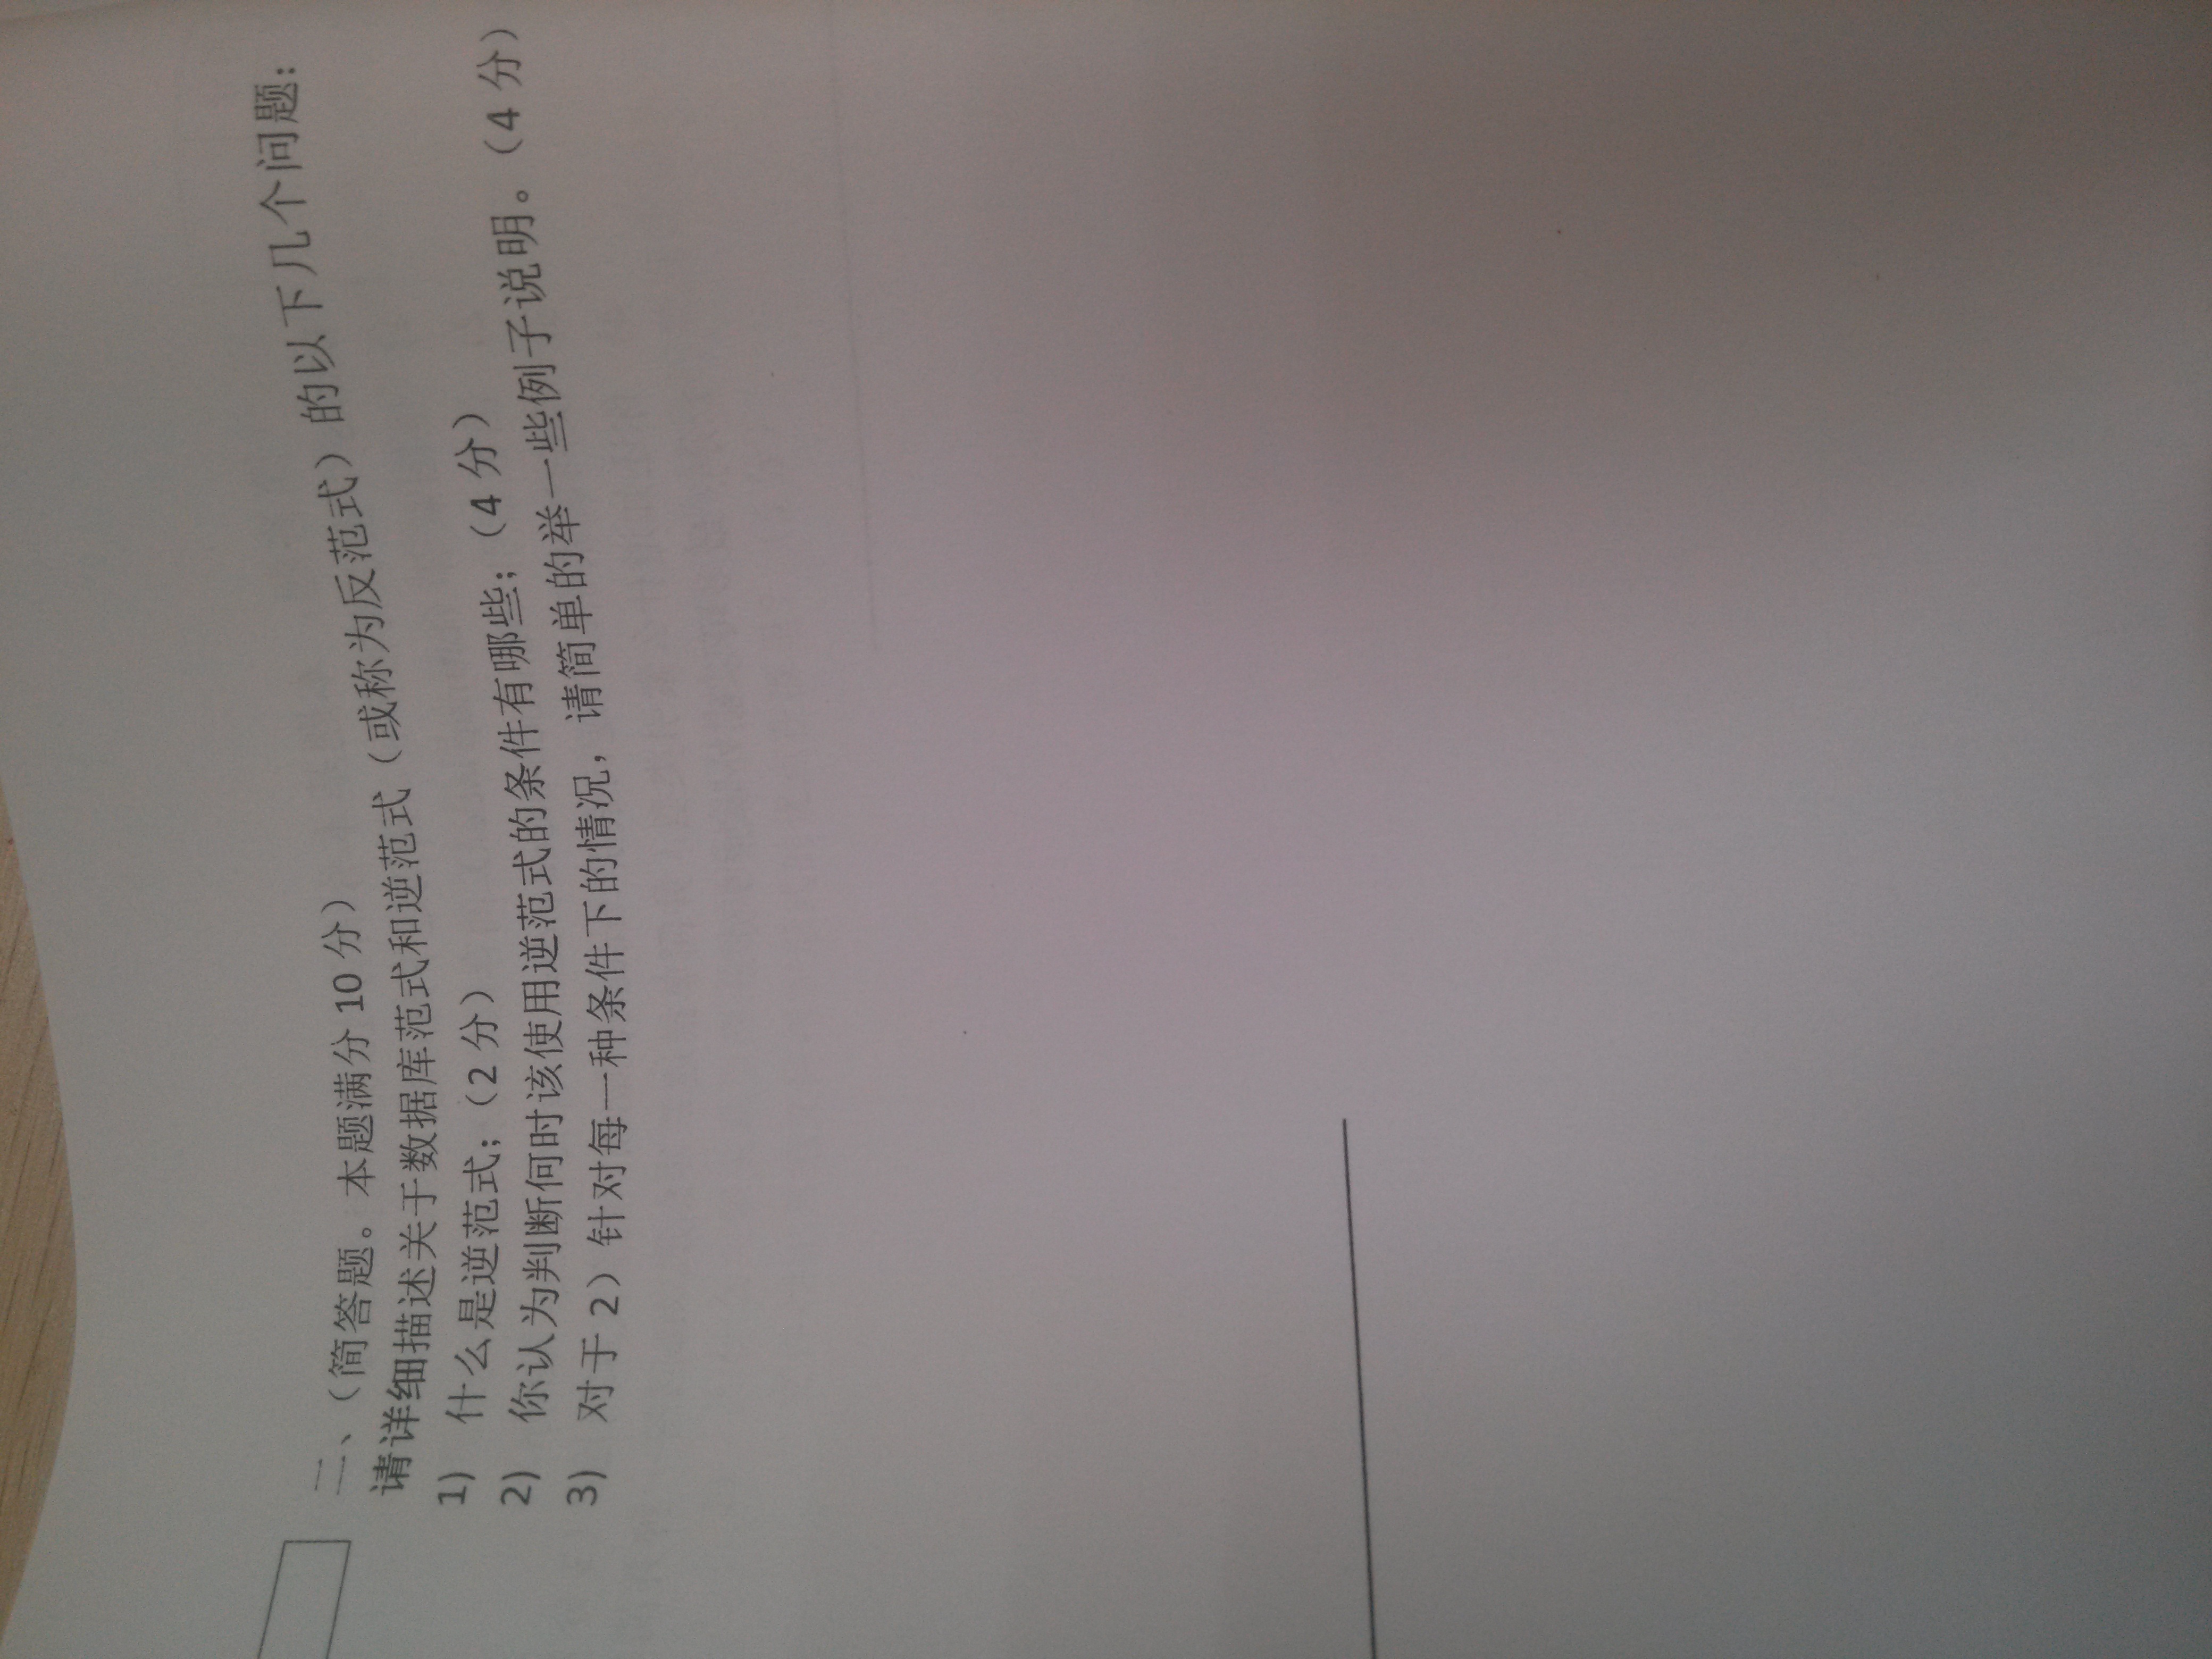 二、（简答题。本题满分 10 分）
请详细描述关于数据库范式和逆范式（或称为反范式）的以下几个问题：
1) 什么是逆范式；（2 分）
2) 你认为判断何时该使用逆范式的条件有哪些；（4 分）
3) 对于 2）针对每一种条件下的情况，请简单的举一些例子说明。（4 分）